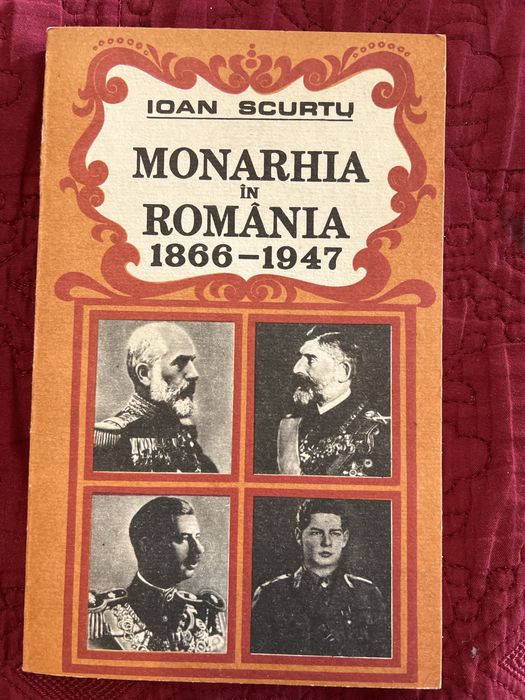 IOAN SCURTU
MONARHIA
ÎN
ROMÂNIA
1866-1947